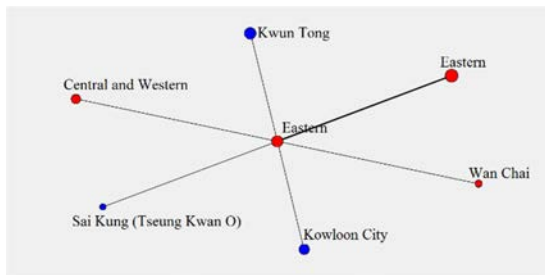 Kwun Tong
Eastern
Central and Western
Eastern
Wan Chai
Sai Kung (Tseung Kwan O)
Kowloon City